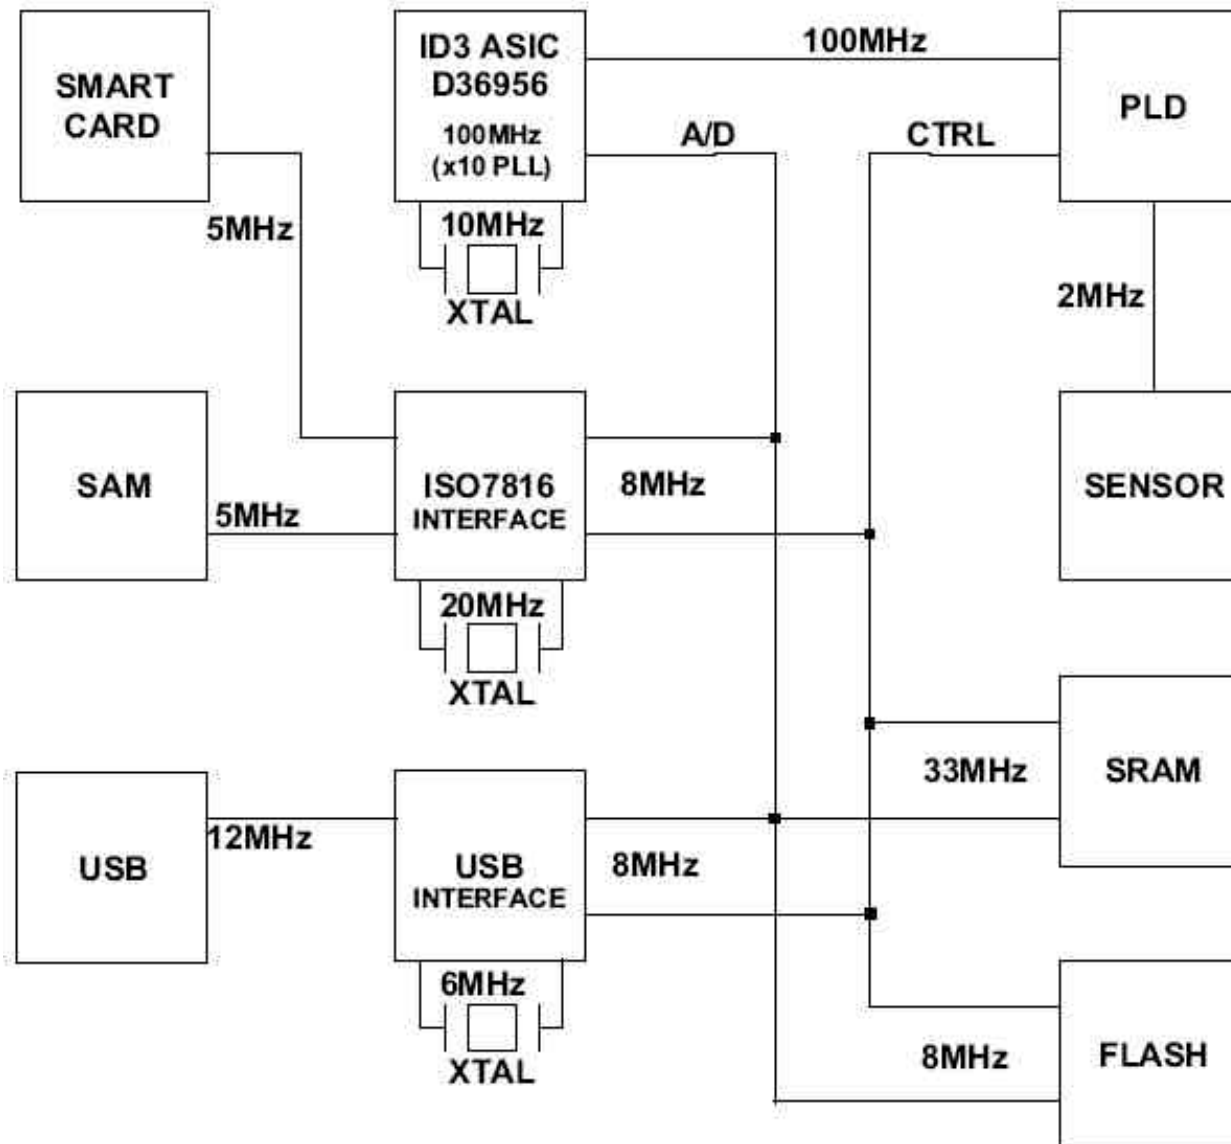 SMART
CARD
ID3 ASIC
D36956
100MHz
(x10 PLL)
100MHz
PLD
A/D
CTRL
5MHz
10MHz
XTAL
2MHz
SAM
5MHz
ISO7816
INTERFACE
8MHz
SENSOR
20MHz
XTAL
33MHz
SRAM
USB
12MHz
USB
INTERFACE
8MHz
6MHz
XTAL
8MHz
FLASH